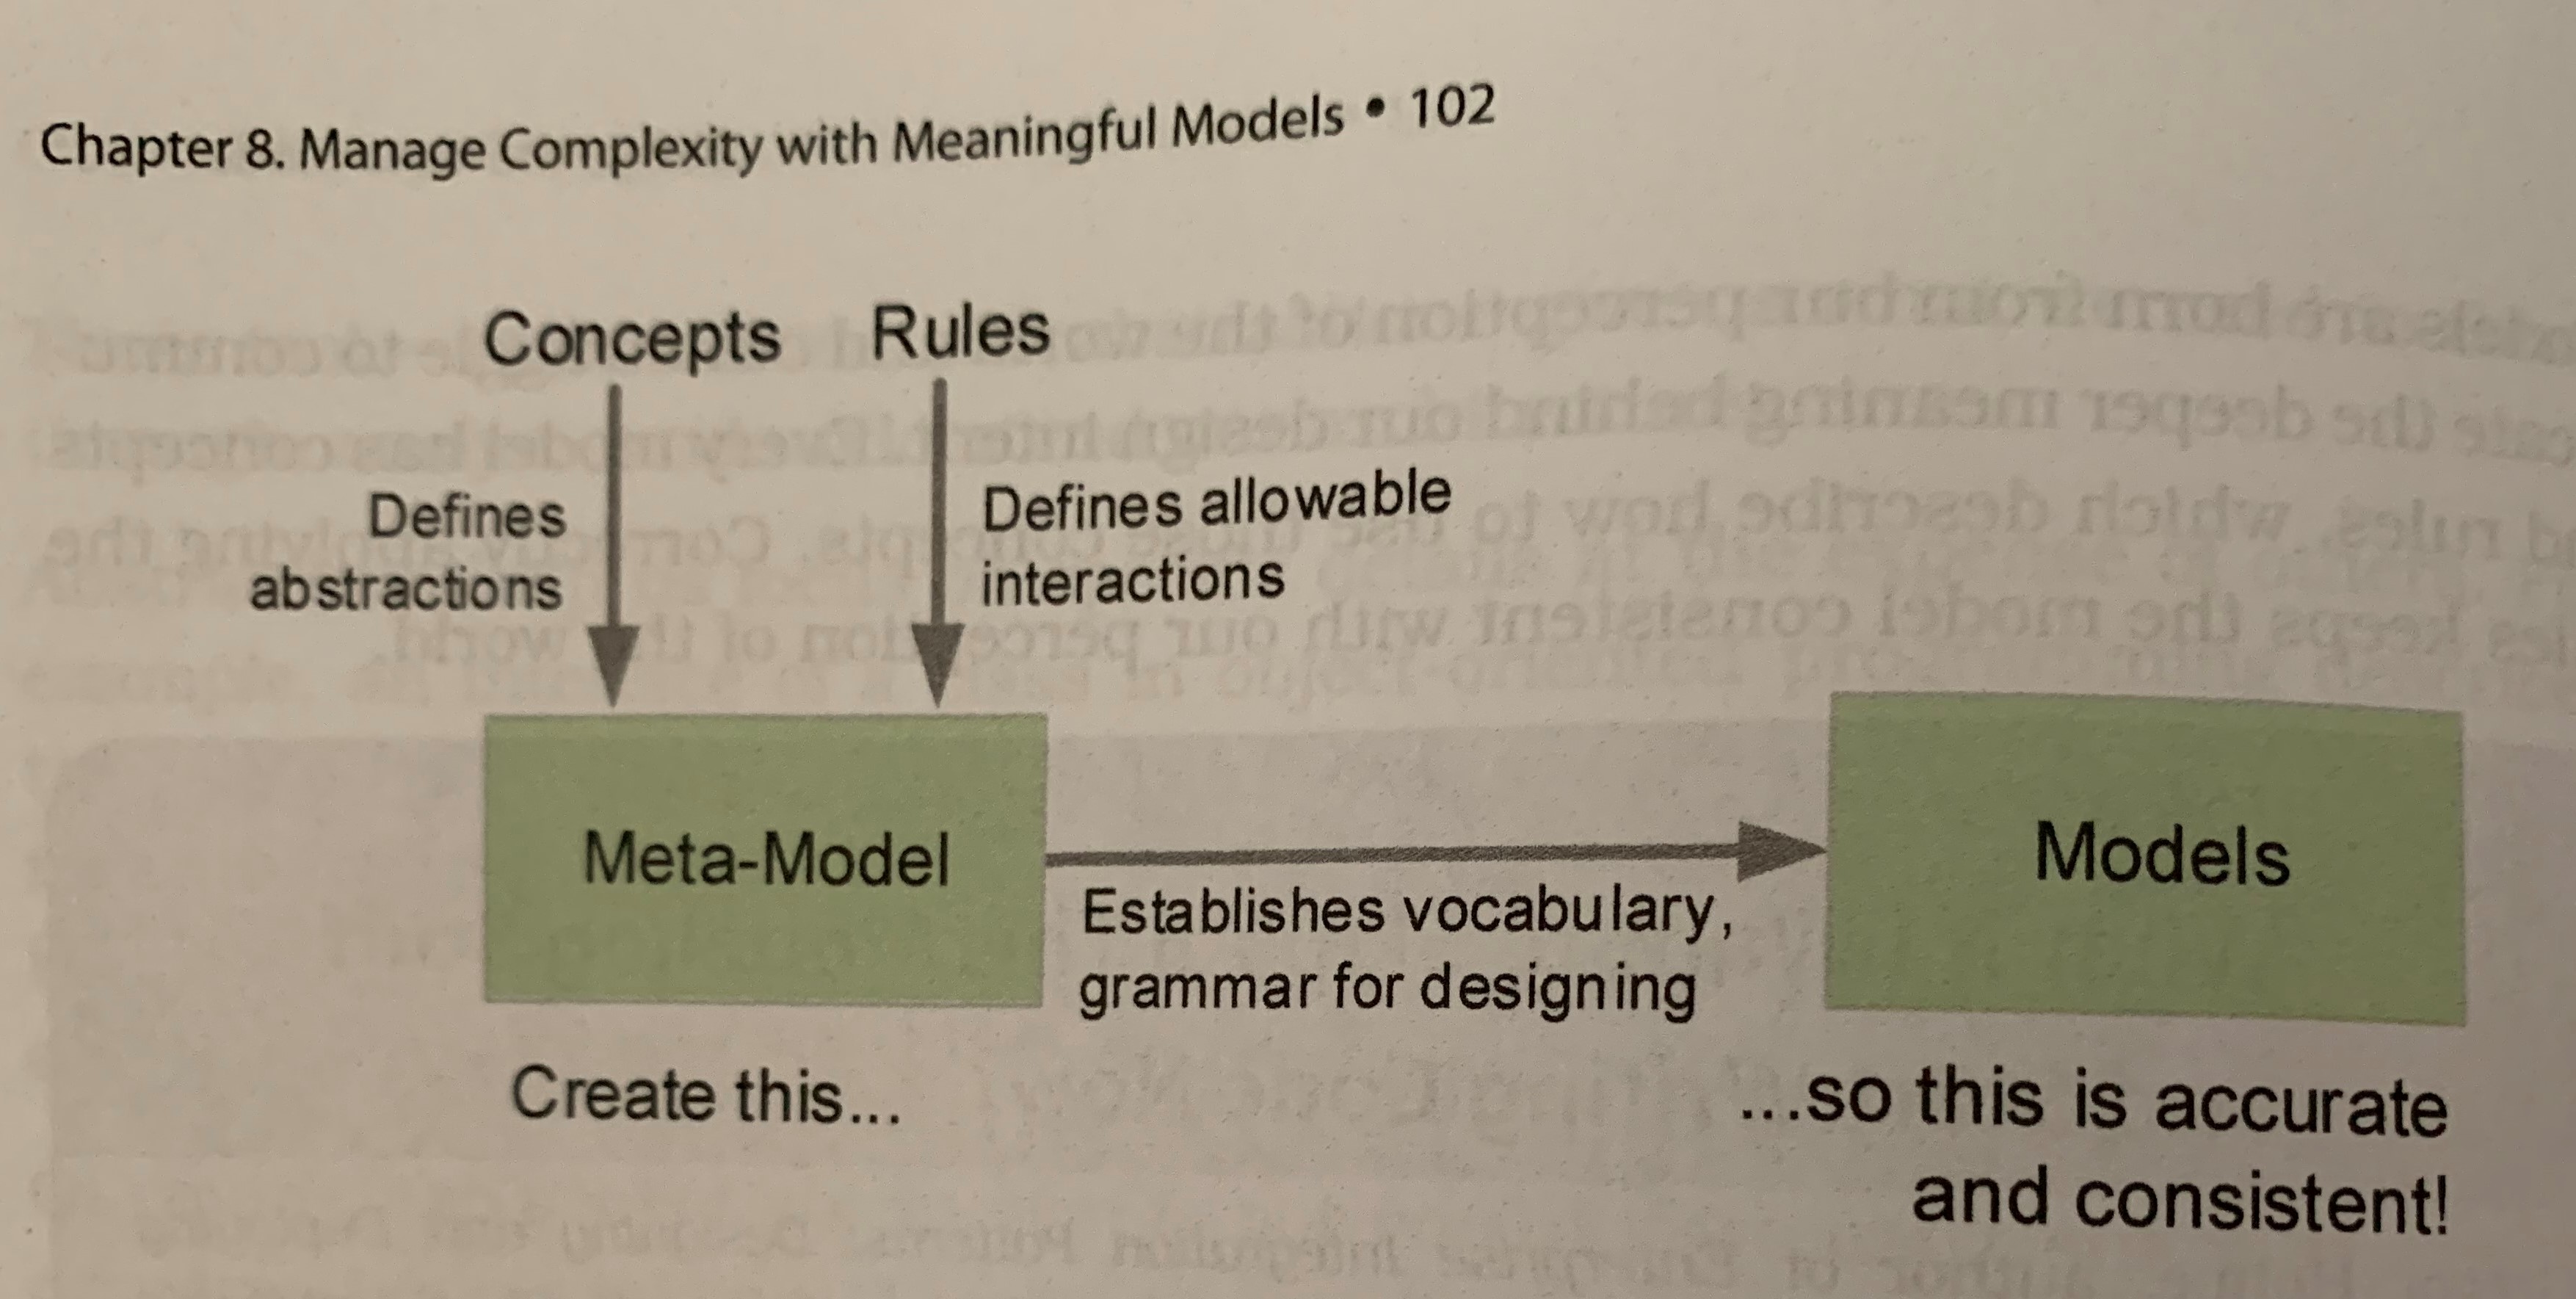 Chapter 8. Manage Complexity with Meaningful Models • 102
Concepts Rules
Defines
abstractions
Defines allowable
interactions
Meta-Model
Models
Establishes vocabulary,
grammar for designing
Create this...
...so this is accurate
and consistent!